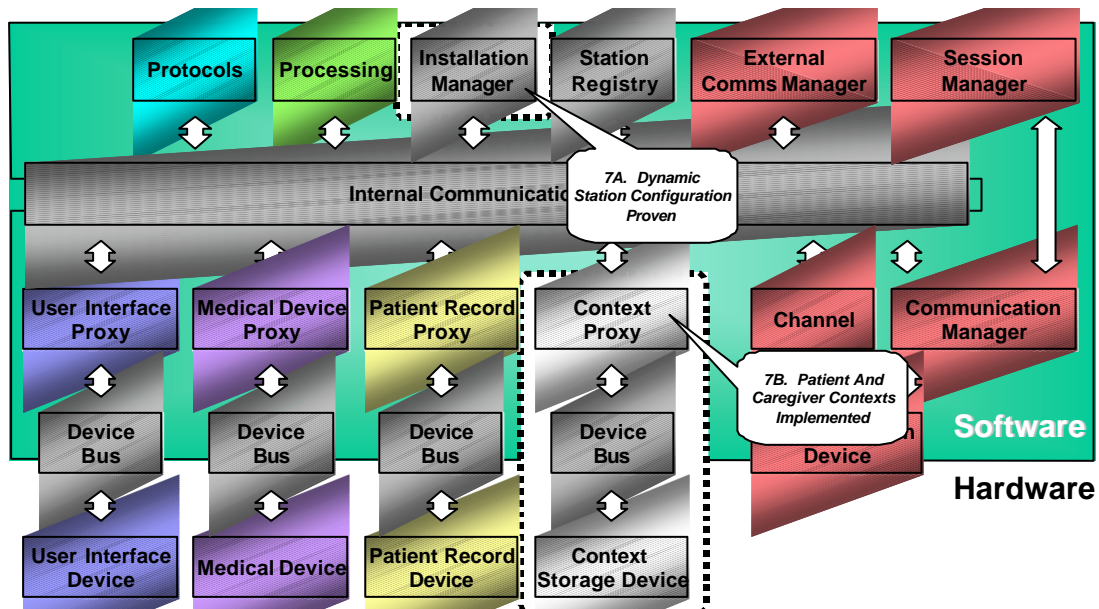 Protocols
Processing
Installation
Manager
Station
Registry
External
Comms Manager
Session
Manager
Internal
7A. Dynamic
Station Configuration
Proven
User Interface
Proxy
Medical Device
Proxy
Patient Record
Proxy
Context
Proxy
Channel
Communication
Manager
7B. Patient And
Caregiver Contexts
Implemented
Device
Bus
Device
Bus
Device
Bus
Device
Bus
Device
Software
Hardware
User Interface
Device
Medical Device
Patient Record
Device
Context
Storage Device